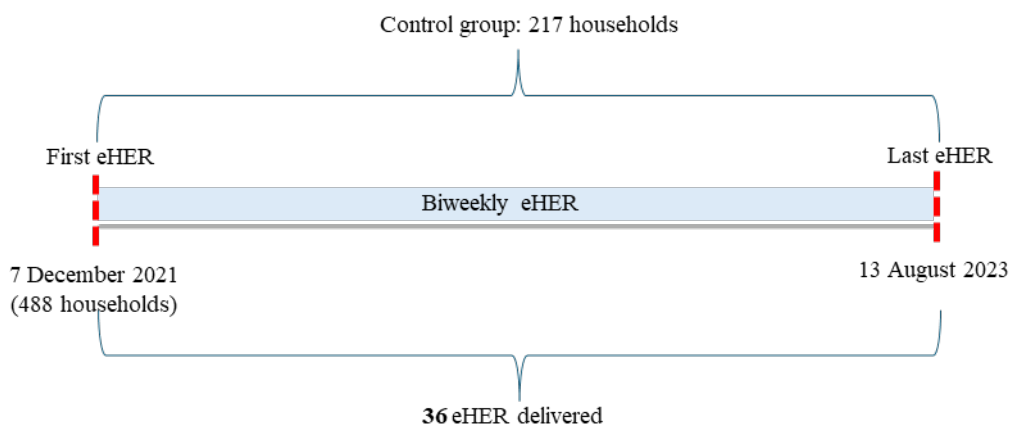 Control group: 217 households
First eHER
Last eHER
Biweekly eHER
7 December 2021
(488 households)
13 August 2023
36 eHER delivered